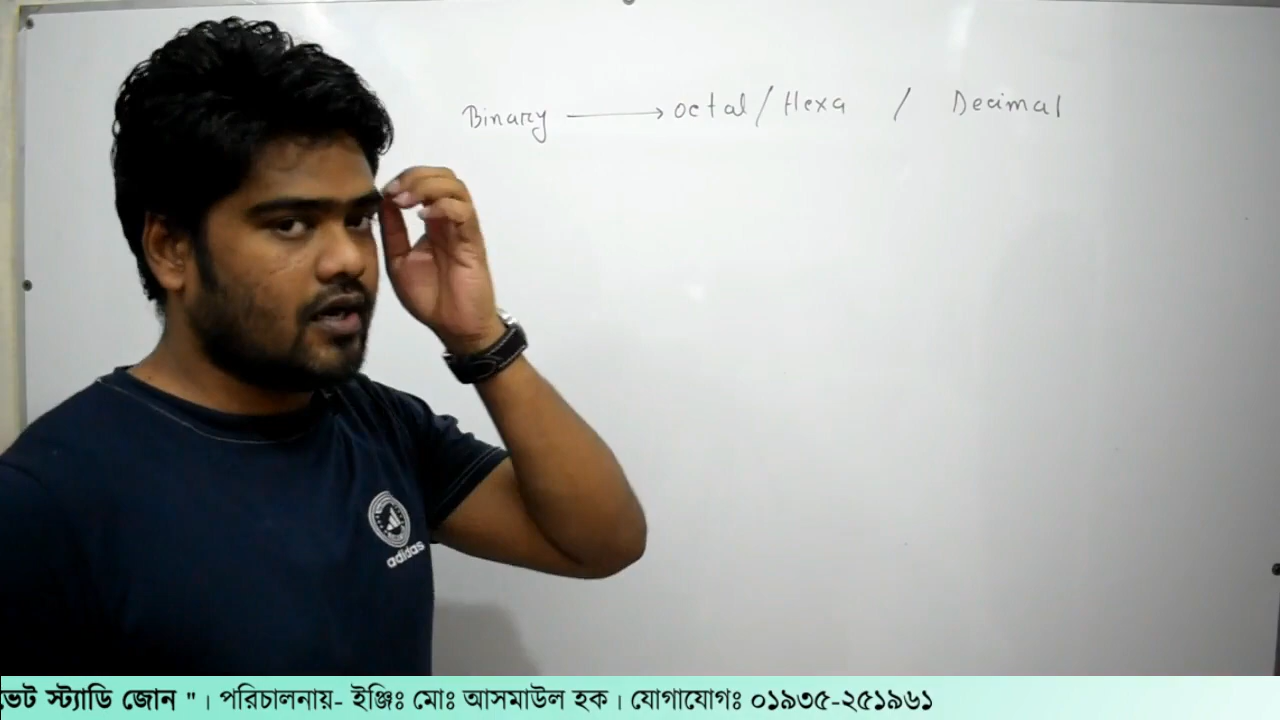 Binary → octal / Hexa / Decimal
adidas
ভেট স্ট্যাডি জোন "। পরিচালনায়- ইঞ্জিঃ মোঃ আসমাউল হক। যোগাযোগঃ ০১৯৩৫-২৫১৯৬১